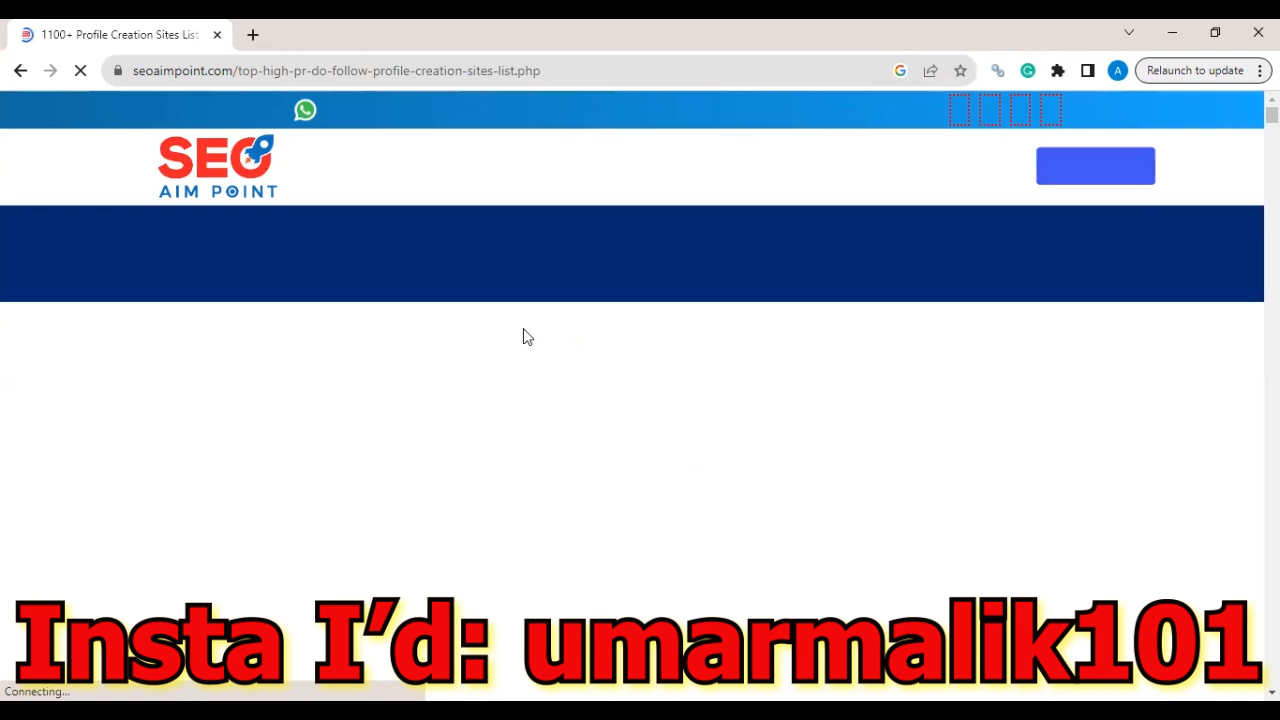 1100+ Profile Creation Sites List
seoaimpoint.com/top-high-pr-do-follow-profile-creation-sites-list.php
A
Relaunch to update
SEO
AIM POINT
Insta I’d: umarmalik101
Connecting...